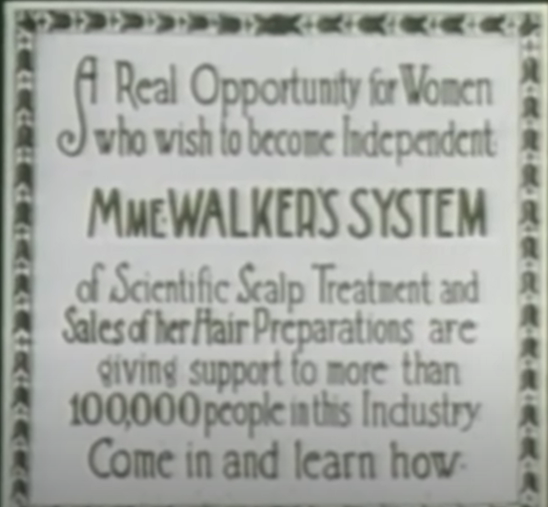 A Real Opportunity for Women
who wish to become Independent
MME. WALKER'S SYSTEM
of Scientific Scalp Treatment and
Sales of her Hair Preparations are
giving support to more than
100,000 people in this Industry
Come in and learn how.